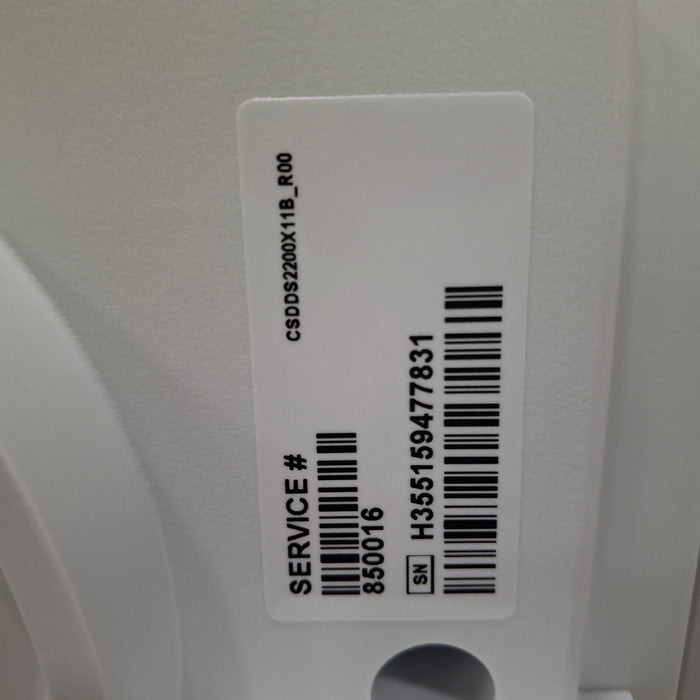 SERVICE #
CSDDS2200X11B_R00
850016
SN H355159477831